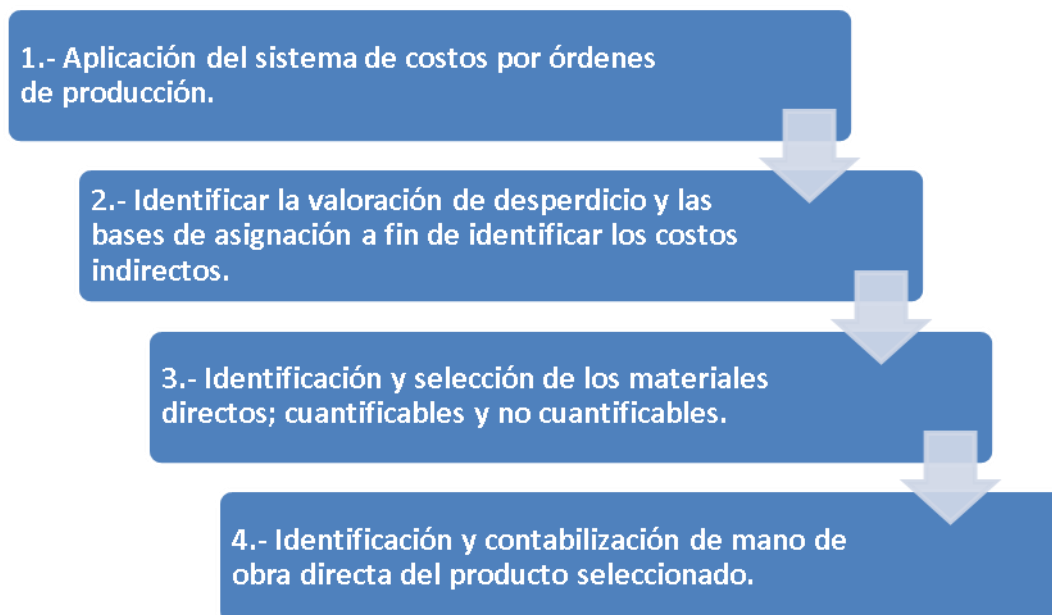 1.- Aplicación del sistema de costos por órdenes
de producción.
2.- Identificar la valoración de desperdicio y las
bases de asignación a fin de identificar los costos
indirectos.
3.- Identificación y selección de los materiales
directos; cuantificables y no cuantificables.
4.- Identificación y contabilización de mano de
obra directa del producto seleccionado.